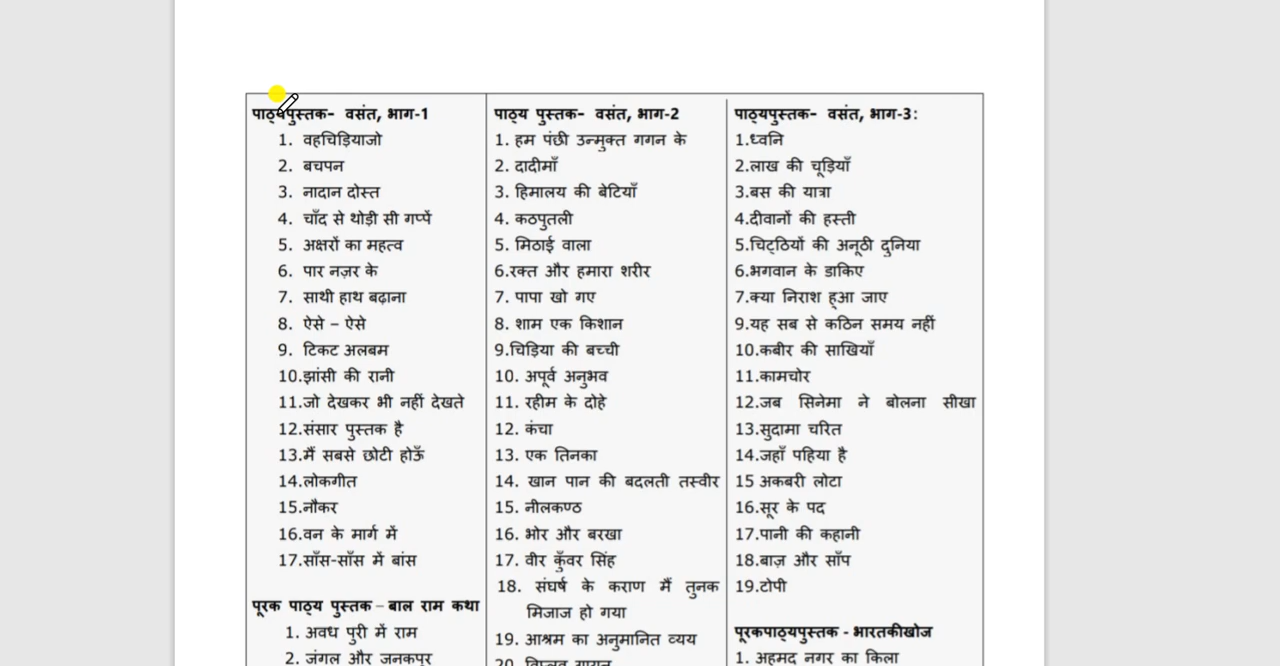 पाठ्यपुस्तक- वसंत, भाग-1
1. वहचिड़ियाजो
2. बचपन
3. नादान दोस्त
4. चाँद से थोड़ी सी गप्पें
5. अक्षरों का महत्व
6. पार नज़र के
7. साथी हाथ बढ़ाना
8. ऐसे – ऐसे
9. टिकट अलबम
10.झांसी की रानी
11.जो देखकर भी नहीं देखते
12.संसार पुस्तक है
13.मैं सबसे छोटी होऊँ
14.लोकगीत
15.नौकर
16.वन के मार्ग में
17.साँस-साँस में बांस
पूरक पाठ्य पुस्तक – बाल राम कथा
1. अवध पुरी में राम
2. जंगल और जनकपुर
पाठ्य पुस्तक- वसंत, भाग-2
1. हम पंछी उन्मुक्त गगन के
2. दादीमाँ
3. हिमालय की बेटियाँ
4. कठपुतली
5. मिठाई वाला
6.रक्त और हमारा शरीर
7. पापा खो गए
8. शाम एक किशान
9.चिड़िया की बच्ची
10. अपूर्व अनुभव
11. रहीम के दोहे
12. कंचा
13. एक तिनका
14. खान पान की बदलती तस्वीर
15. नीलकण्ठ
16. भोर और बरखा
17. वीर कुँवर सिंह
18. संघर्ष के कराण मैं तुनक
मिजाज हो गया
19. आश्रम का अनुमानित व्यय
20.
पाठ्यपुस्तक- वसंत, भाग-3:
1.ध्वनि
2.लाख की चूड़ियाँ
3.बस की यात्रा
4.दीवानों की हस्ती
5.चिट्ठियों की अनूठी दुनिया
6.भगवान के डाकिए
7.क्या निराश हूआ जाए
9.यह सब से कठिन समय नहीं
10.कबीर की साखियाँ
11.कामचोर
12.जब सिनेमा ने बोलना सीखा
13.सुदामा चरित
14.जहाँ पहिया है
15 अकबरी लोटा
16.सूर के पद
17.पानी की कहानी
18.बाज़ और साँप
19.टोपी
पूरकपाठ्यपुस्तक - भारतकीखोज
1. अहमद नगर का किला